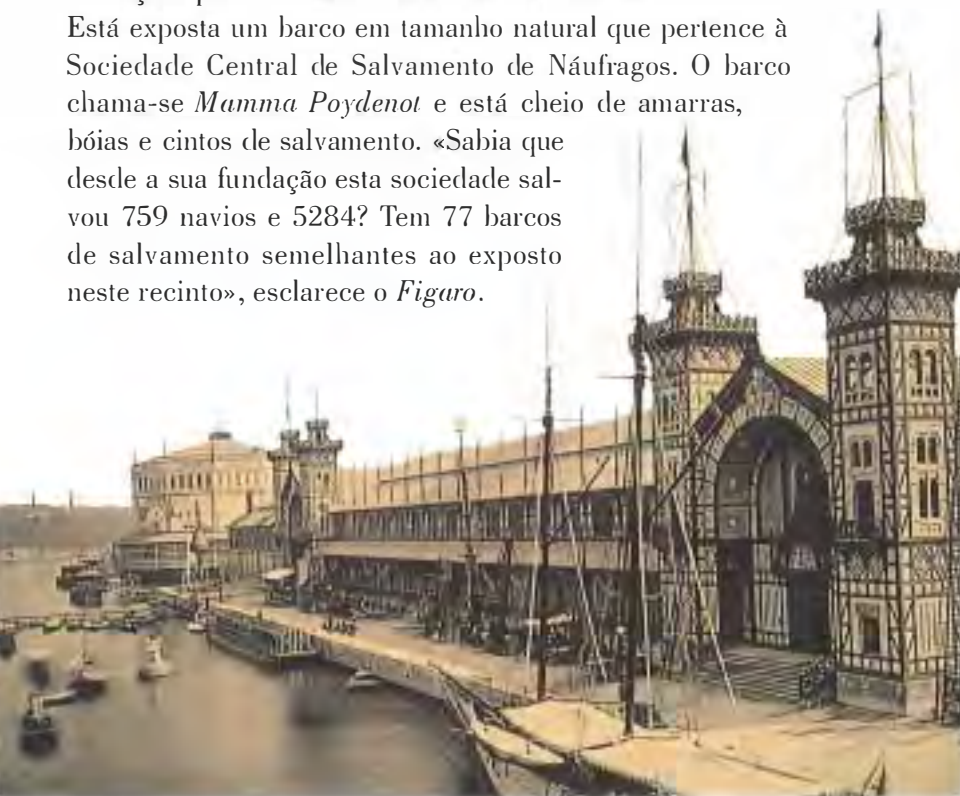 Está exposta um barco em tamanho natural que pertence à
Sociedade Central de Salvamento de Náufragos. O barco
chama-se Mamma Poydenot e está cheio de amarras,
bóias e cintos de salvamento. «Sabia que
desde a sua fundação esta sociedade sal-
vou 759 navios e 5284? Tem 77 barcos
de salvamento semelhantes ao exposto
neste recinto», esclarece o Figaro.